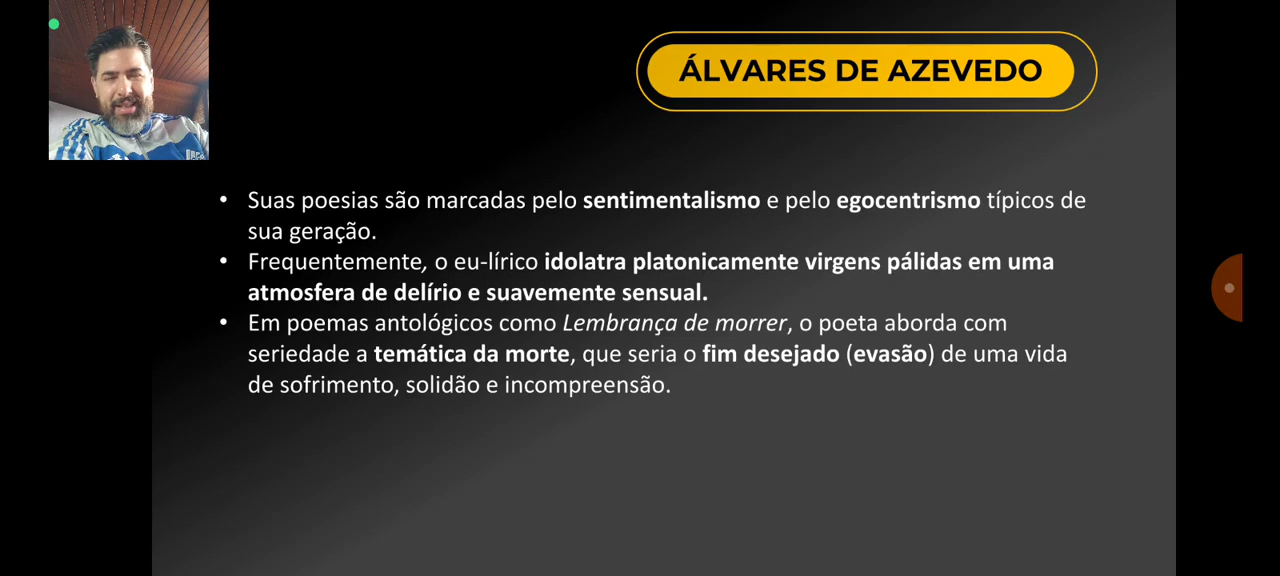 ÁLVARES DE AZEVEDO
• Suas poesias são marcadas pelo sentimentalismo e pelo egocentrismo típicos de
sua geração.
• Frequentemente, o eu-lírico idolatra platonicamente virgens pálidas em uma
atmosfera de delírio e suavemente sensual.
• Em poemas antológicos como Lembrança de morrer, o poeta aborda com
seriedade a temática da morte, que seria o fim desejado (evasão) de uma vida
de sofrimento, solidão e incompreensão.